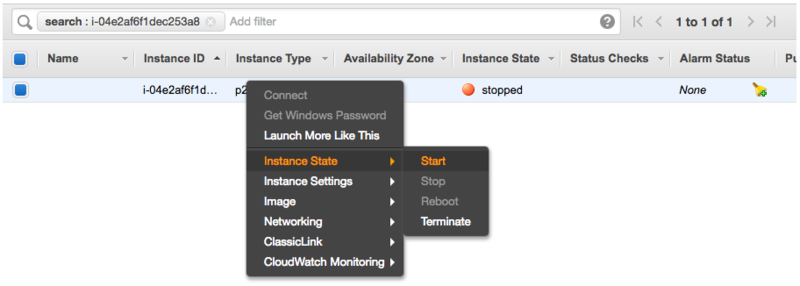 search : i-04e2af6f1dec253a8 Add filter 1 to 1 of 1
Name Instance ID Instance Type Availability Zone Instance State Status Checks Alarm Status Pu
i-04e2af6f1d... p2 stopped None
Connect
Get Windows Password
Launch More Like This
Instance State Start
Instance Settings Stop
Image Reboot
Networking Terminate
ClassicLink
CloudWatch Monitoring